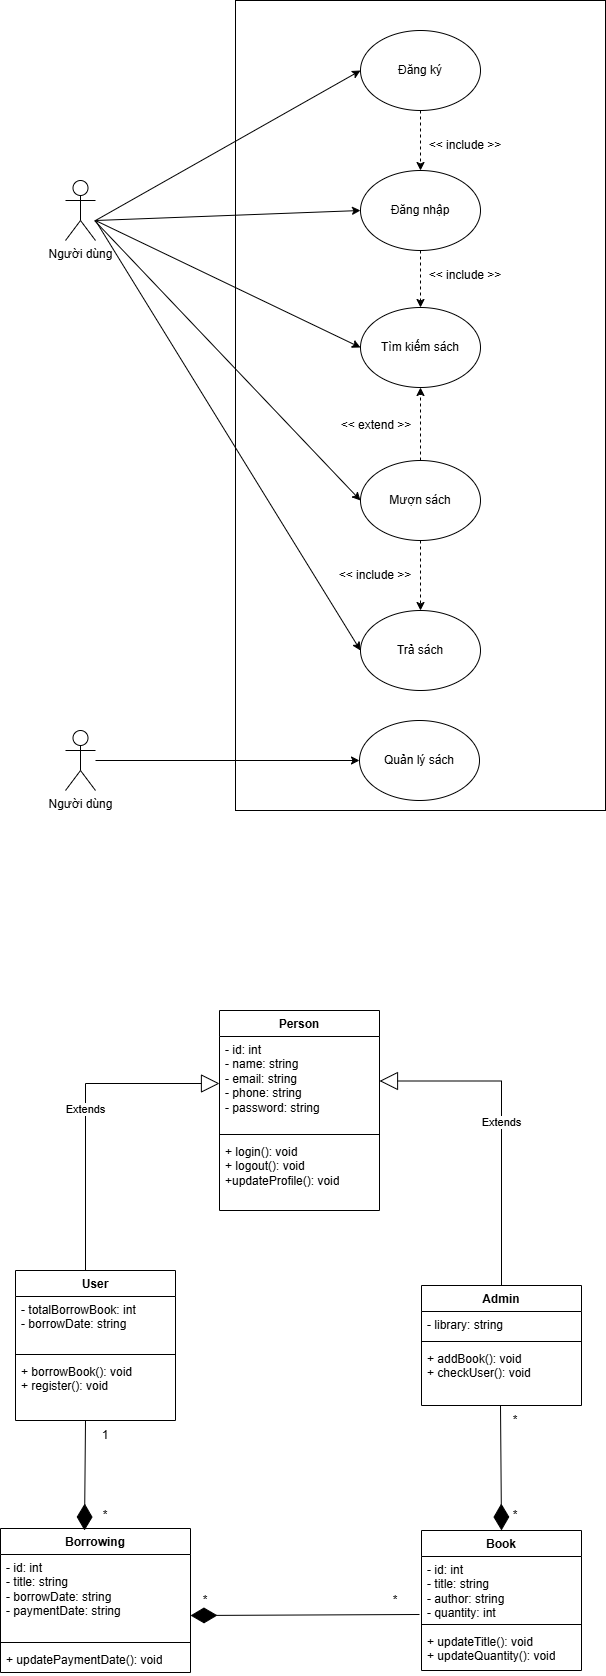 Đăng ký
<< include >>
Đăng nhập
Người dùng
<< include >>
Tìm kiếm sách
<< extend >>
Mượn sách
<< include >>
Trả sách
Quản lý sách
Người dùng
Person
- id: int
- name: string
- email: string
- phone: string
- password: string
+ login(): void
+ logout(): void
+updateProfile(): void
Extends
Extends
User
- totalBorrowBook: int
- borrowDate: string
+ borrowBook(): void
+ register(): void
Admin
- library: string
+ addBook(): void
+ checkUser(): void
1
*
*
*
Borrowing
- id: int
- title: string
- borrowDate: string
- paymentDate: string
+ updatePaymentDate(): void
*
*
Book
- id: int
- title: string
- author: string
- quantity: int
+ updateTitle(): void
+ updateQuantity(): void